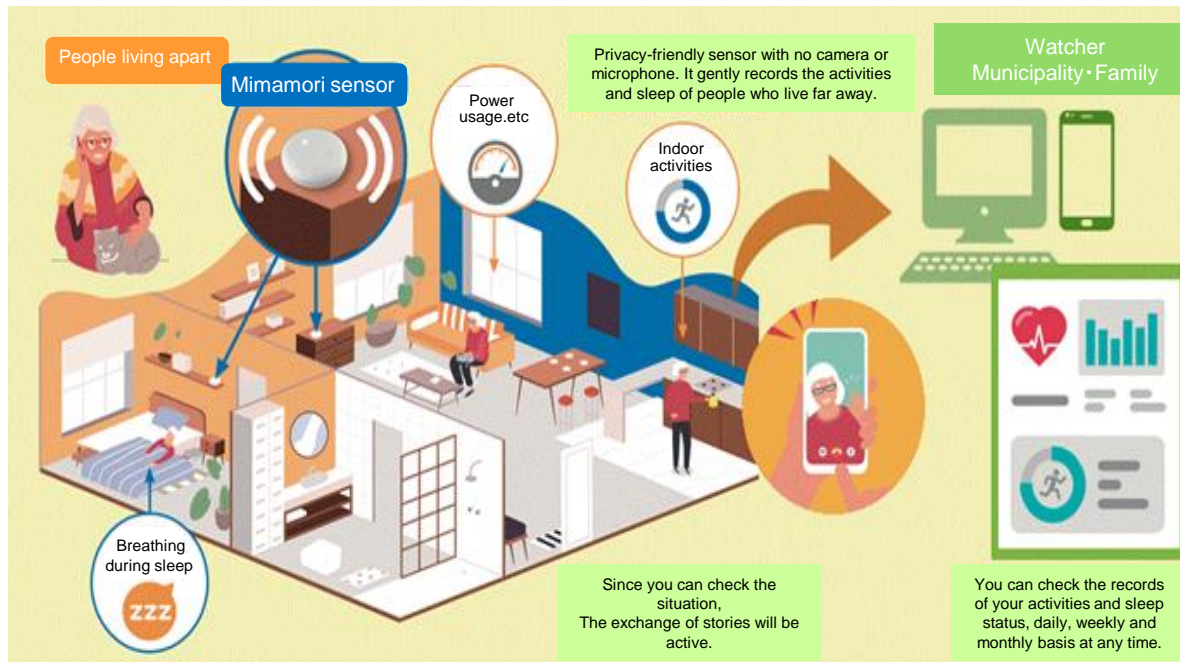 People living apart
Mimamori sensor
Power
usage.etc
Privacy-friendly sensor with no camera or
microphone. It gently records the activities
and sleep of people who live far away.
Indoor
activities
Watcher
Municipality・Family
Breathing
during sleep
zzz
Since you can check the
situation,
The exchange of stories will be
active.
You can check the records
of your activities and sleep
status, daily, weekly and
monthly basis at any time.